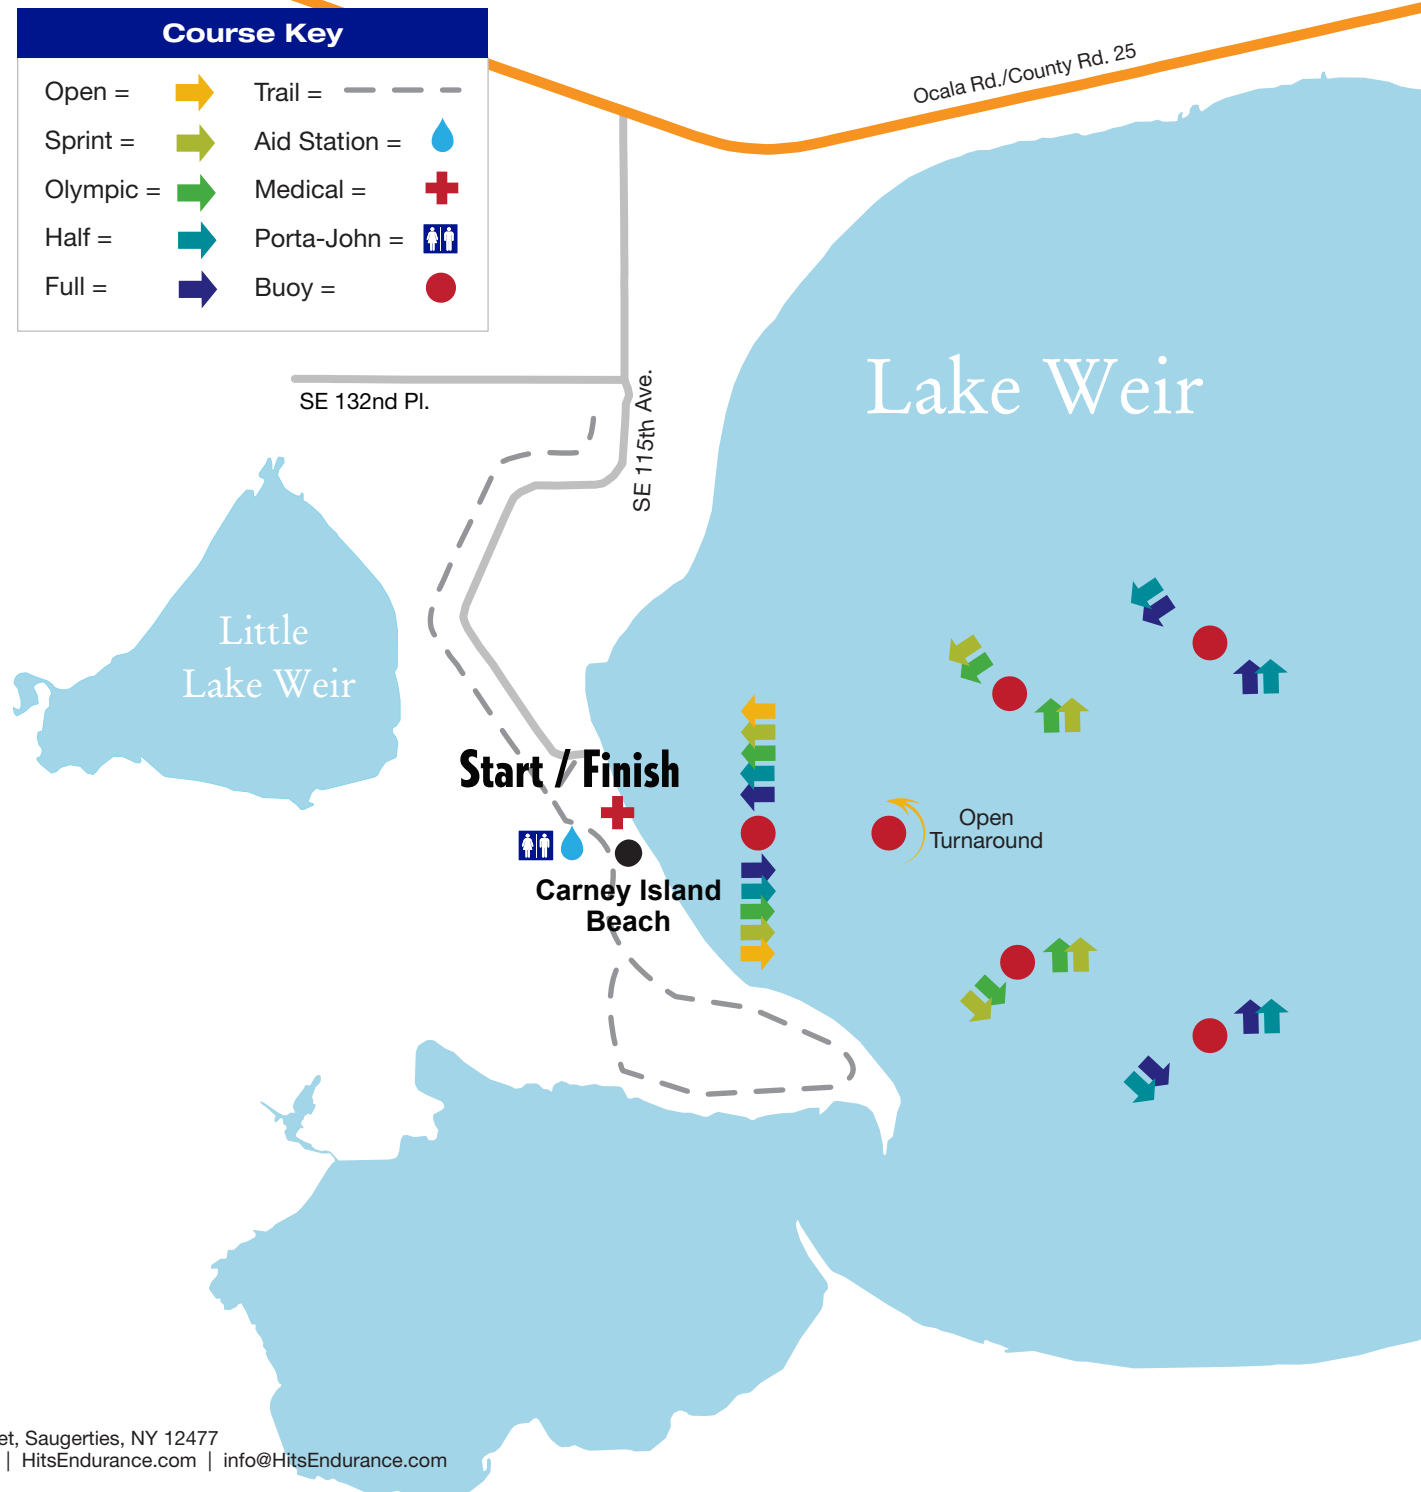 Course Key
Open =
Trail =
Sprint =
Aid Station =
Olympic =
Medical =
Half =
Porta-John =
Full =
Buoy =
Ocala Rd./County Rd. 25
Lake Weir
SE 132nd Pl.
SE 115th Ave.
Little
Lake Weir
Start / Finish
Open
Turnaround
Carney Island
Beach
et, Saugerties, NY 12477
| HitsEndurance.com | info@HitsEndurance.com